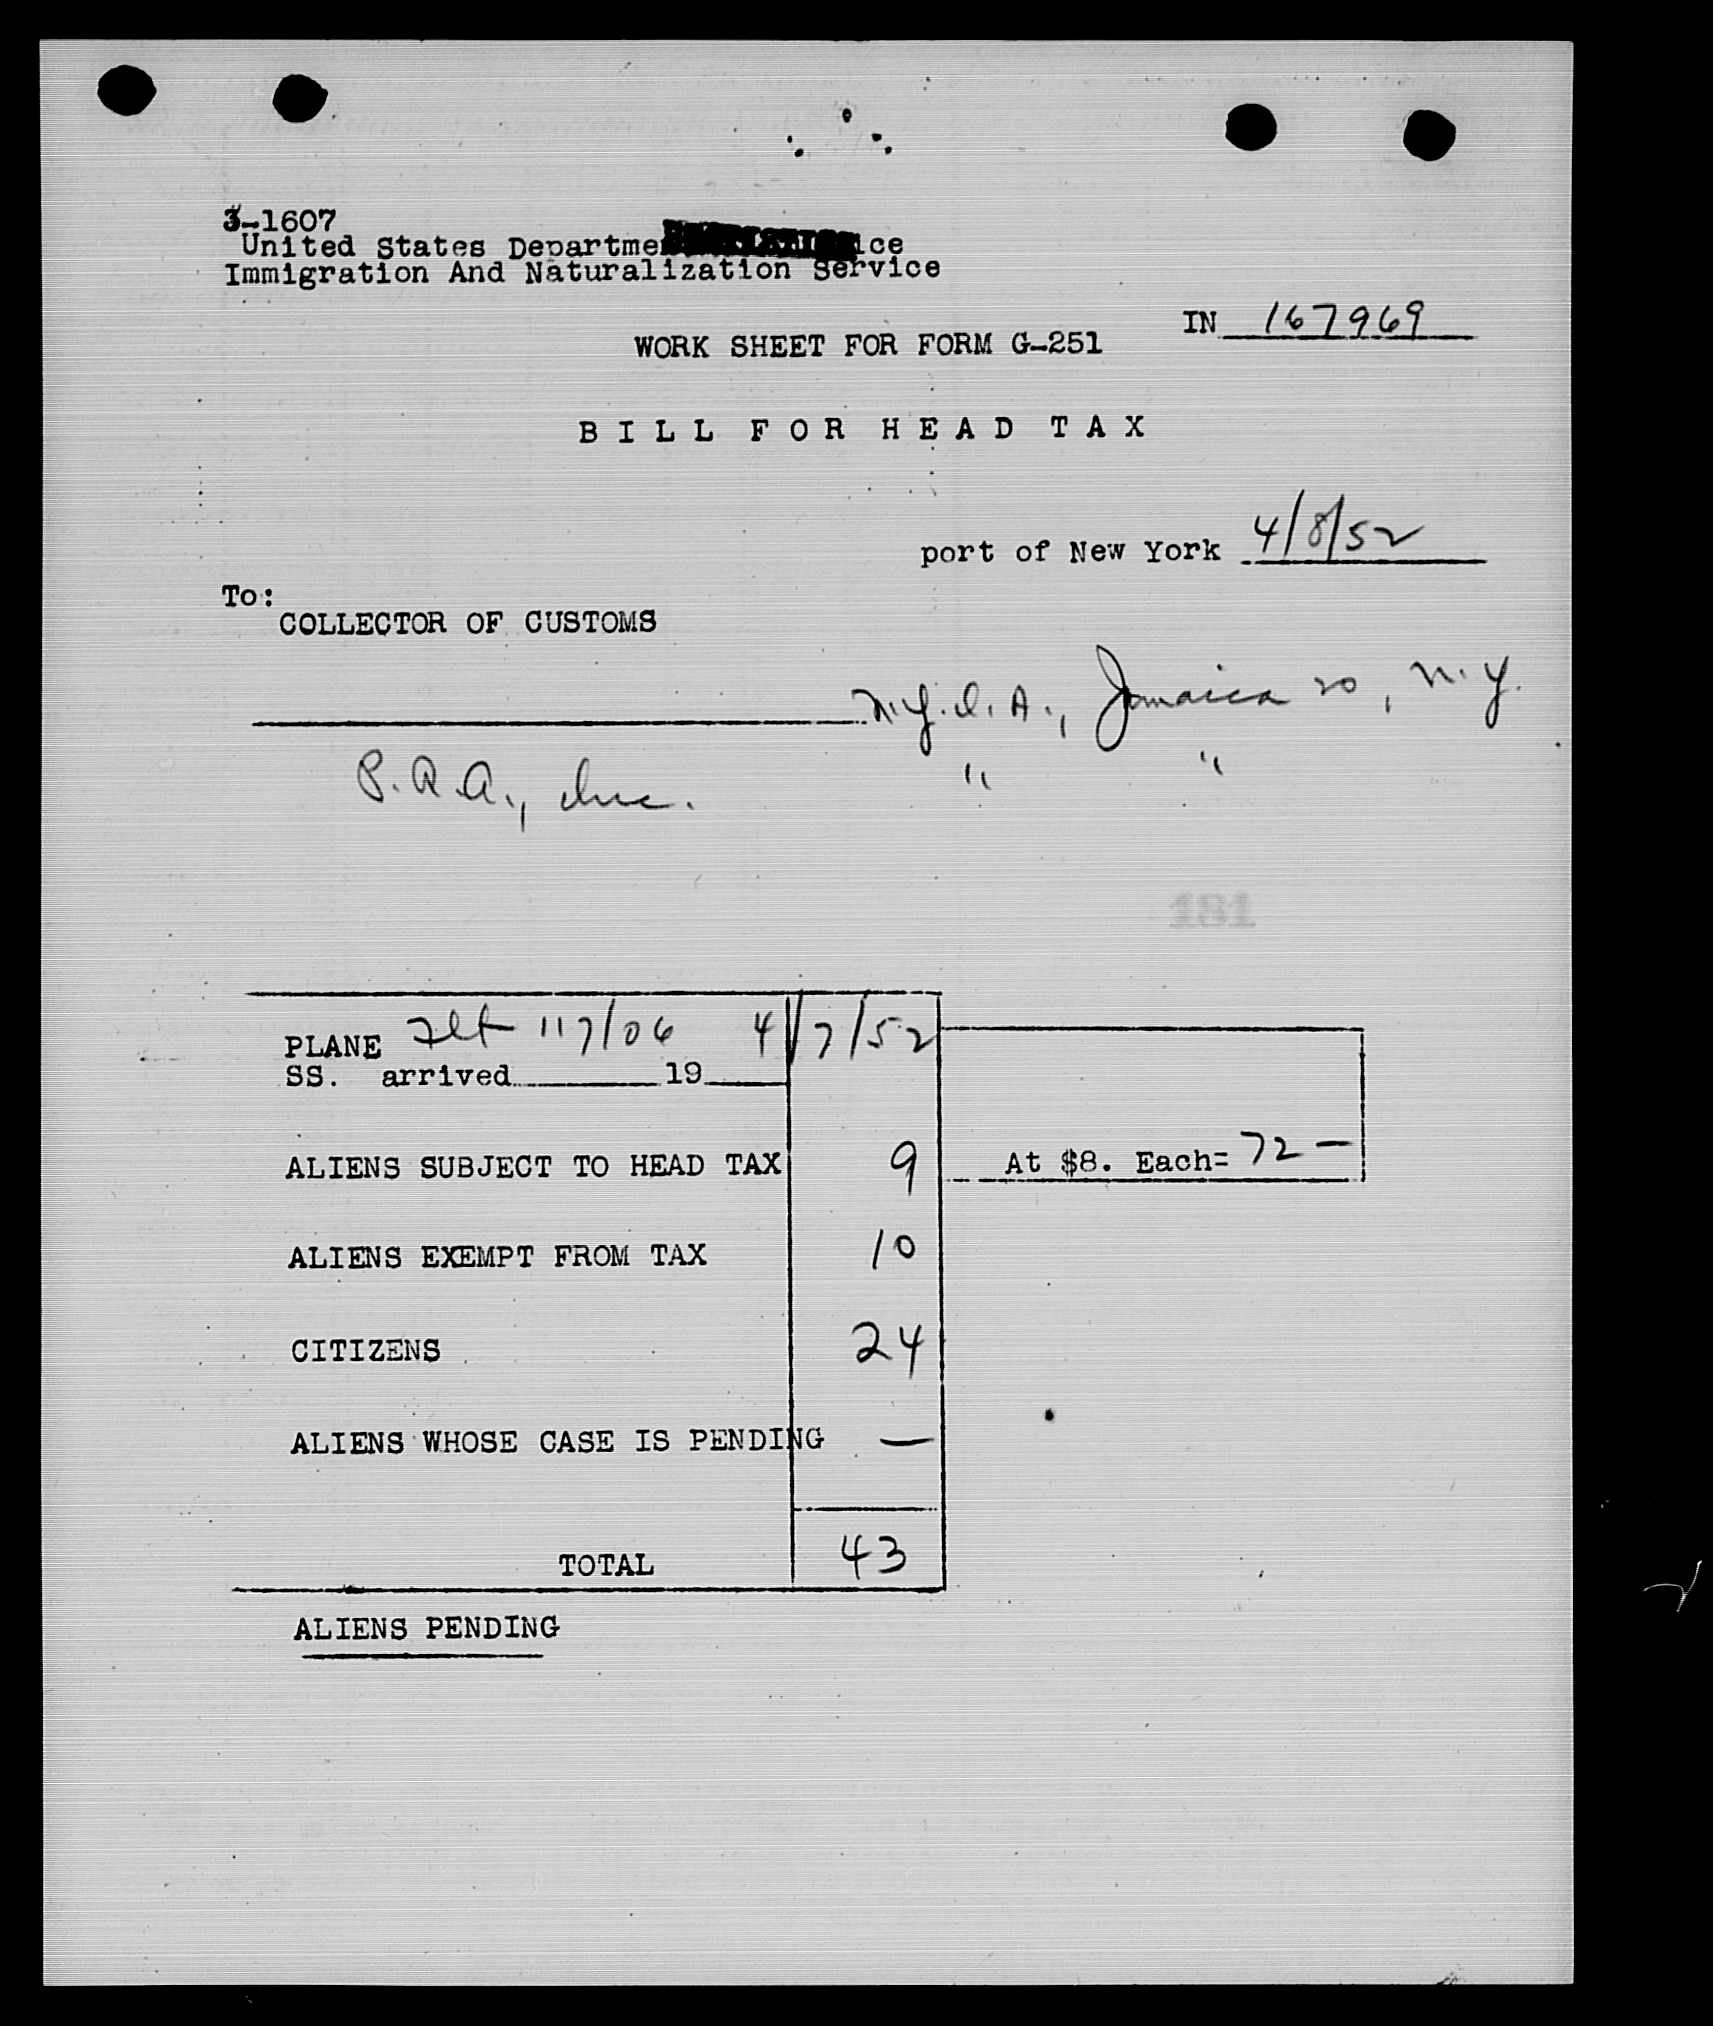 3-1607
United States Departme ice
Immigration And Naturalization Service
IN 167969
WORK SHEET FOR FORM G-251
BILL FOR HEAD TAX
port of New York 4/8/52
To:
COLLECTOR OF CUSTOMS
N.Y.I.A., Jamaica 20, N.Y.
P.A.A., Inc. " "
181
PLANE Flt 117/06 4/7/52
SS. arrived 19
ALIENS SUBJECT TO HEAD TAX 9 At $8. Each= 72 —
ALIENS EXEMPT FROM TAX 10
CITIZENS 24
ALIENS WHOSE CASE IS PENDING —
TOTAL 43
ALIENS PENDING